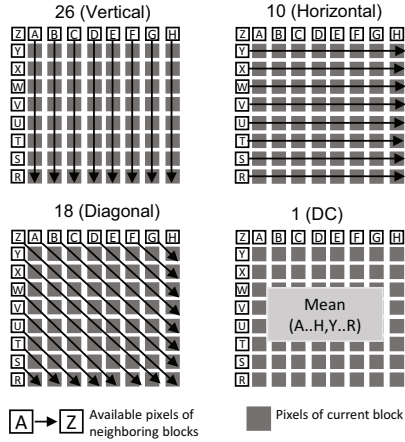 26 (Vertical)
Z A B C D E F G H
Y
X
W
V
U
T
S
R
10 (Horizontal)
Z A B C D E F G H
Y
X
W
V
U
T
S
R
18 (Diagonal)
Z A B C D E F G H
Y
X
W
V
U
T
S
R
1 (DC)
Z A B C D E F G H
Y
X
W
V
U
T
S
R
Mean
(A..H,Y..R)
A Z Available pixels of
neighboring blocks
Pixels of current block